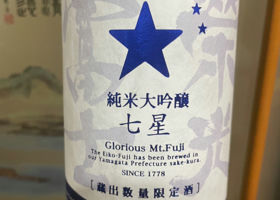 純米大吟醸
七星
Glorious Mt.Fuji
The Eiko-Fuji has been brewed in
our Yamagata Prefecture sake-kura.
SINCE 1778
[蔵出数量限定酒]